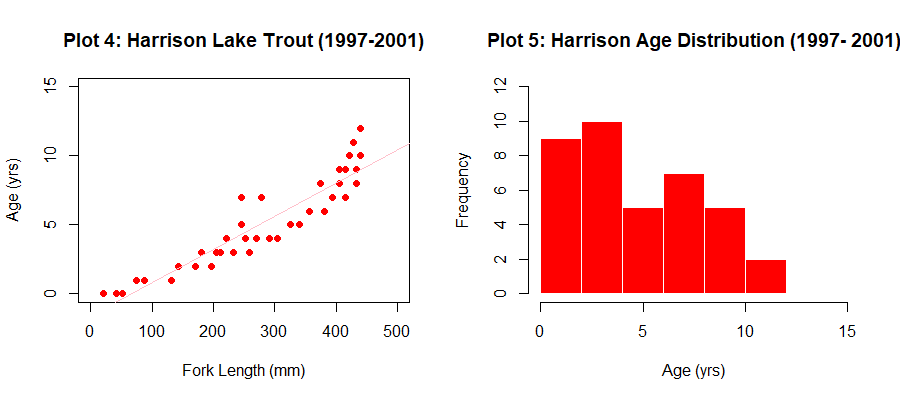 Plot 4: Harrison Lake Trout (1997-2001)
15
10
5
0
Age (yrs)
0 100 200 300 400 500
Fork Length (mm)
Plot 5: Harrison Age Distribution (1997- 2001)
12
10
8
6
4
2
0
Frequency
0 5 10 15
Age (yrs)